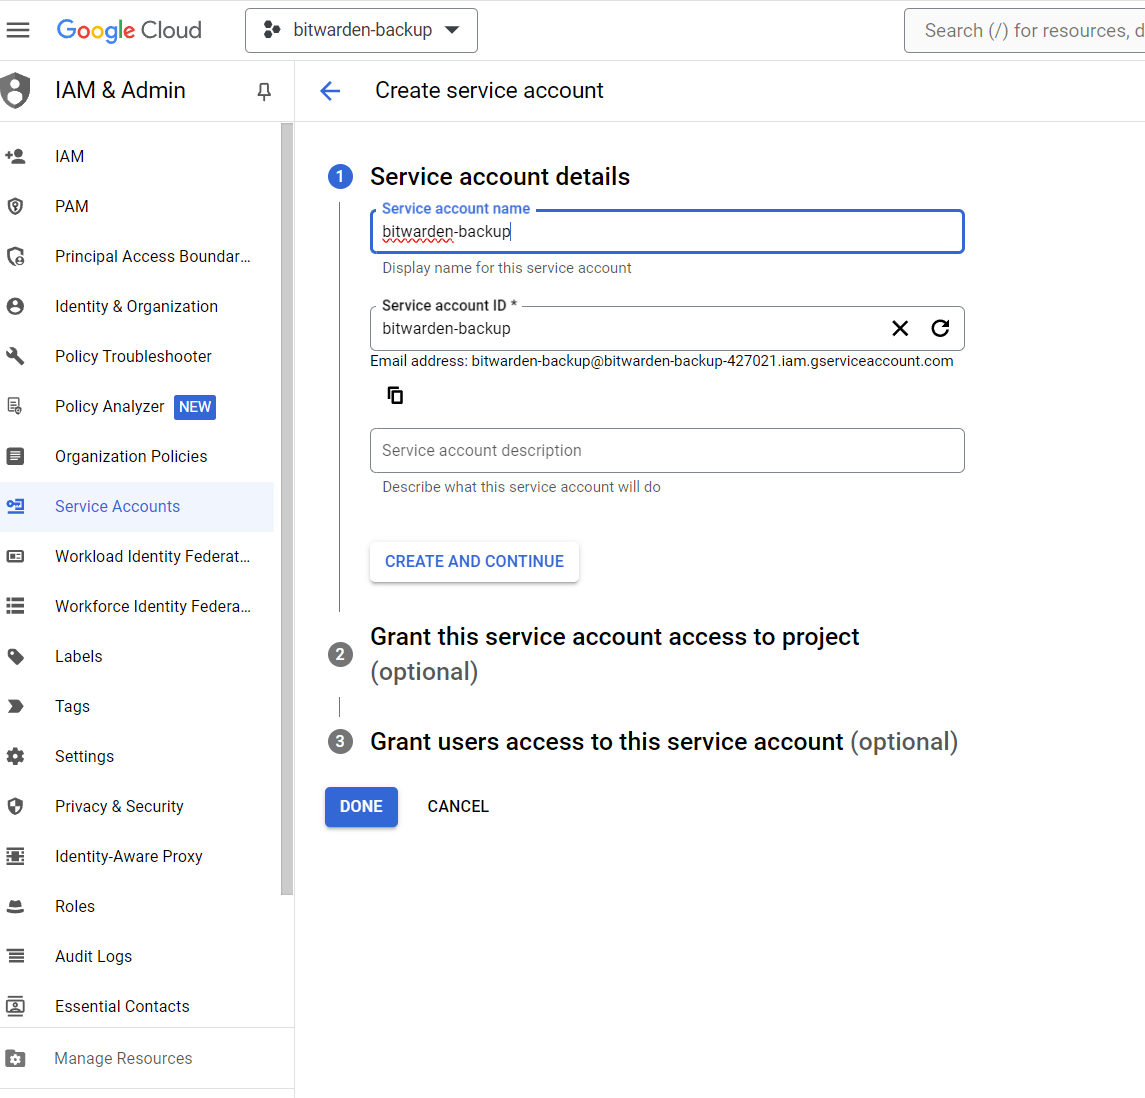 Google Cloud
bitwarden-backup
Search (/) for resources, d
IAM & Admin
Create service account
IAM
PAM
Principal Access Boundar...
Identity & Organization
Policy Troubleshooter
Policy Analyzer NEW
Organization Policies
Service Accounts
Workload Identity Federat...
Workforce Identity Federa...
Labels
Tags
Settings
Privacy & Security
Identity-Aware Proxy
Roles
Audit Logs
Essential Contacts
Manage Resources
1 Service account details
Service account name
bitwarden-backup
Display name for this service account
Service account ID *
bitwarden-backup
Email address: bitwarden-backup@bitwarden-backup-427021.iam.gserviceaccount.com
Service account description
Describe what this service account will do
CREATE AND CONTINUE
2 Grant this service account access to project
(optional)
3 Grant users access to this service account (optional)
DONE CANCEL